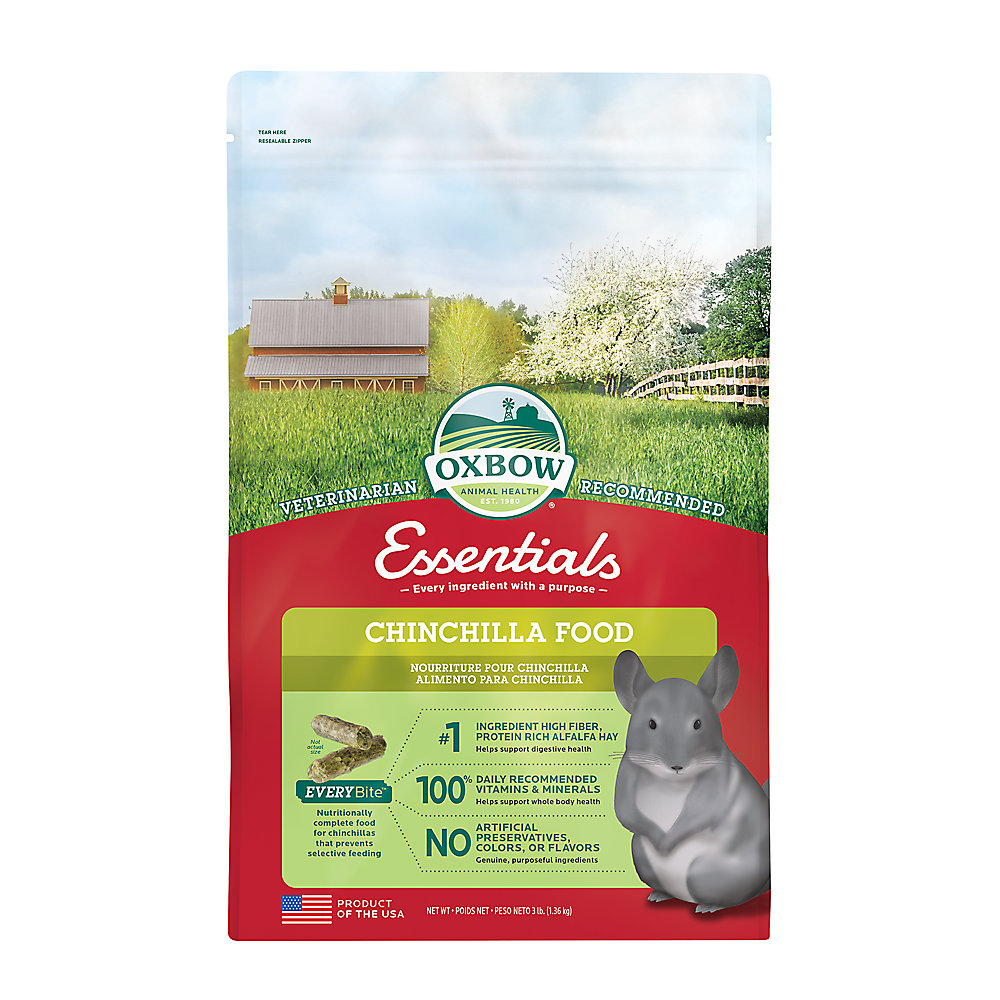 TEAR HERE
RESEALABLE ZIPPER
OXBOW
ANIMAL HEALTH
EST. 1980
®
VETERINARIAN RECOMMENDED
Essentials
— Every ingredient with a purpose —
CHINCHILLA FOOD
NOURRITURE POUR CHINCHILLA
ALIMENTO PARA CHINCHILLA
Not
actual
size
EVERYBite™
Nutritionally
complete food
for chinchillas
that prevents
selective feeding
#1 INGREDIENT HIGH FIBER,
PROTEIN RICH ALFALFA HAY
Helps support digestive health
100% DAILY RECOMMENDED
VITAMINS & MINERALS
Helps support whole body health
NO ARTIFICIAL
PRESERVATIVES,
COLORS, OR FLAVORS
Genuine, purposeful ingredients
PRODUCT
OF THE USA
NET WT • POIDS NET • PESO NETO 3 lb. (1.36 kg)